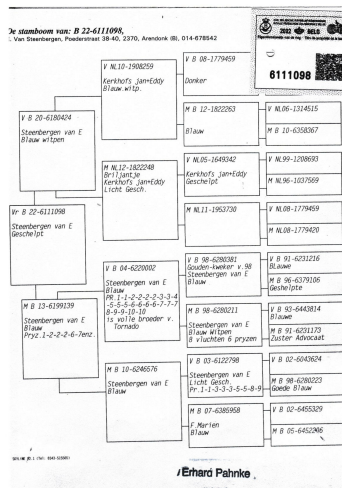 De stamboom van: B 22-6111098,
. Van Steenbergen, Poederstraat 38-40, 2370, Arendonk (B), 014-678542
2022 BELG
6111098
Vr B 22-6111098
Steenbergen van E
Geschelpt
V B 20-6180424
Steenbergen van E
Blauw witpen
M B 13-6199139
Steenbergen van E
Blauw
Pryz.1-2-2-2-6-7enz.
V NL10-1908259
Kerkhofs jan+Eddy
Blauw.witp.
M NL12-1822248
Briljantje
Kerkhofs jan+Eddy
Licht Gesch.
V B 04-6220002
Steenbergen van E
Blauw
PR.1-1-2-2-2-2-3-3-4
-5-5-5-6-6-6-6-7-7-7
8-9-9-10-10
is volle broeder v.
Tornado
M B 10-6246576
Steenbergen van E
Blauw
V B 08-1779459
Donker
M B 12-1822263
Blauw
V NL05-1649342
Kerkhofs jan+Eddy
Geschelpt
M NL11-1953730
V B 98-6280381
Gouden-kweker v.98
Steenbergen van E
Blauw
M B 98-6280211
Steenbergen van E
Blauw Witpen
8 vluchten 6 pryzen
V B 03-6122798
Steenbergen van E
Licht Gesch.
Pr.1-1-3-3-5-5-8-9
M B 07-6385958
F.Marien
Blauw
V NL06-1314515
M B 10-6358367
V NL99-1208693
M NL96-1037569
V NL08-1779459
M NL08-1779420
V B 91-6231216
BLauwe
M B 96-6379106
Geshelpte
V B 93-6443814
Blauwe
M B 91-6231173
Zuster Advocaat
V B 02-6043624
M B 98-6280223
Goede Blauw
V B 02-6455329
M B 05-6452206
Erhard Pahnke